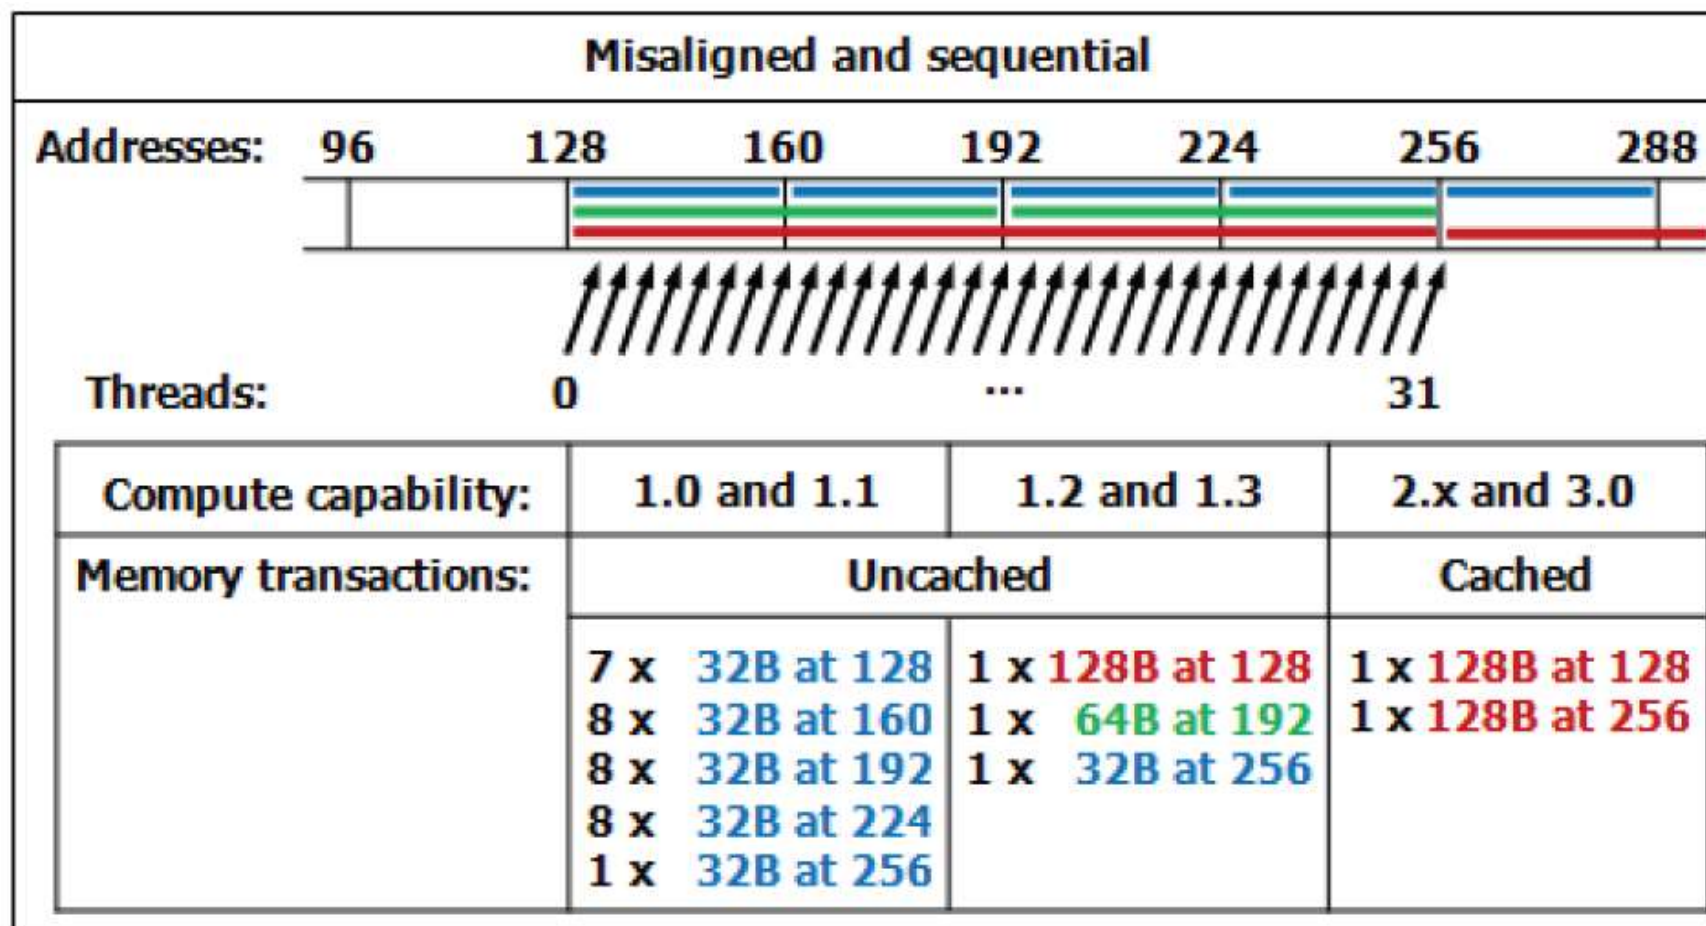 Misaligned and sequential
Addresses: 96 128 160 192 224 256 288
Threads: 0 ... 31
Compute capability: 1.0 and 1.1 1.2 and 1.3 2.x and 3.0
Memory transactions: Uncached Cached
7 x 32B at 128 1 x 128B at 128 1 x 128B at 128
8 x 32B at 160 1 x 64B at 192 1 x 128B at 256
8 x 32B at 192 1 x 32B at 256
8 x 32B at 224
1 x 32B at 256